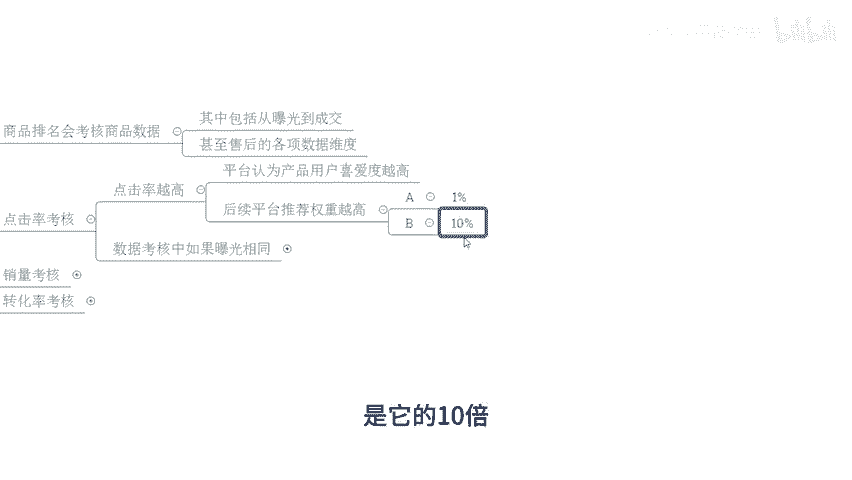 其中包括从曝光到成交
商品排名会考核商品数据
甚至售后的各项数据维度
平台认为产品用户喜爱度越高
点击率越高
A 1%
后续平台推荐权重越高
点击率考核
B 10%
数据考核中如果曝光相同
销量考核
转化率考核
是它的10倍